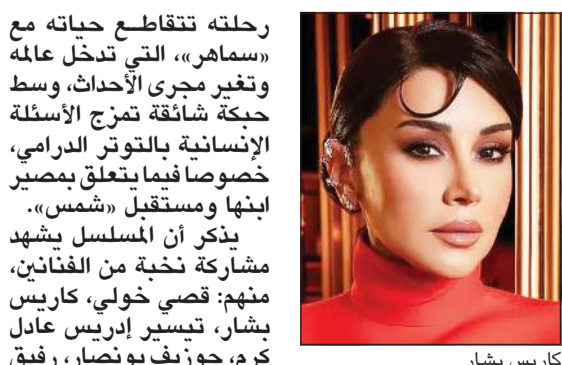 رحلته تتقاطع حياته مع
«سماهر»، التي تدخل عالمه
وتغير مجرى الأحداث، وسط
حبكة شائقة تمزج الأسئلة
الإنسانية بالتوتر الدرامي،
خصوصا فيما يتعلق بمصير
ابنها ومستقبل «شمس».
يذكر أن المسلسل يشهد
مشاركة نخبة من الفنانين،
منهم: قصي خولي، كاريس
بشار، تيسير إدريس عادل
كرم، جوزيف بونصار، رفيق
كاريس بشار